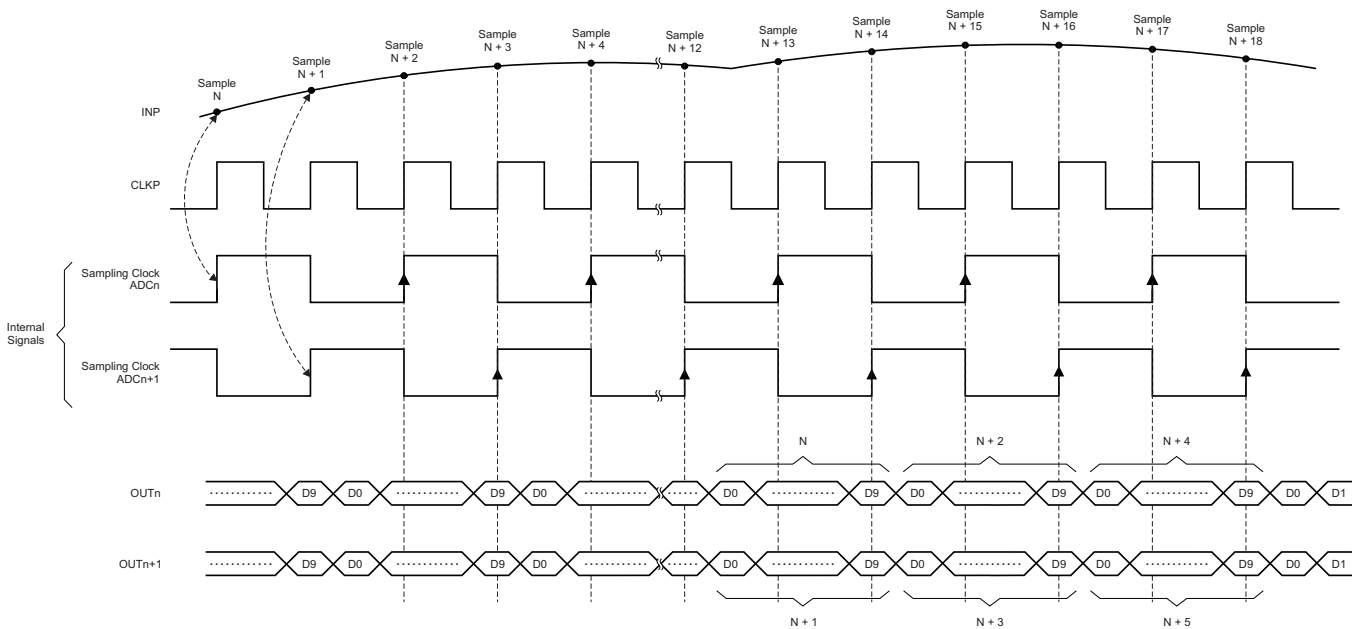 Sample
N
Sample
N + 1
Sample
N + 2
Sample
N + 3
Sample
N + 4
Sample
N + 12
Sample
N + 13
Sample
N + 14
Sample
N + 15
Sample
N + 16
Sample
N + 17
Sample
N + 18
INP
CLKP
Sampling Clock
ADCn
Internal
Signals
Sampling Clock
ADCn+1
N
N + 2
N + 4
OUTn
D9 D0 D9 D0 D0 D9 D0 D9 D0 D9 D0 D1
OUTn+1
D9 D0 D9 D0 D0 D9 D0 D9 D0 D9 D0 D1
N + 1
N + 3
N + 5